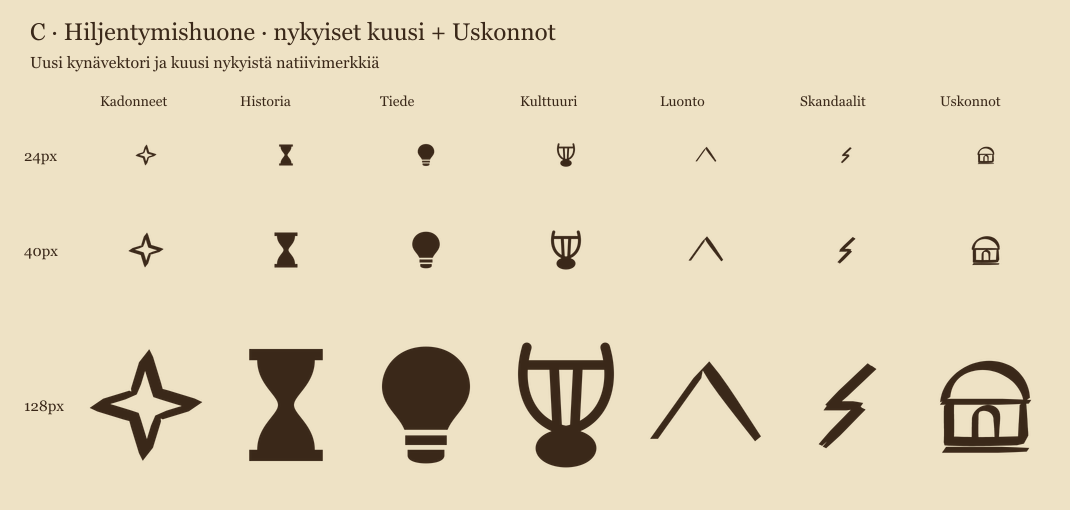 C · Hiljentymishuone · nykyiset kuusi + Uskonnot
Uusi kynävektori ja kuusi nykyistä natiivimerkkiä
Kadonneet Historia Tiede Kulttuuri Luonto Skandaalit Uskonnot
24px
40px
128px